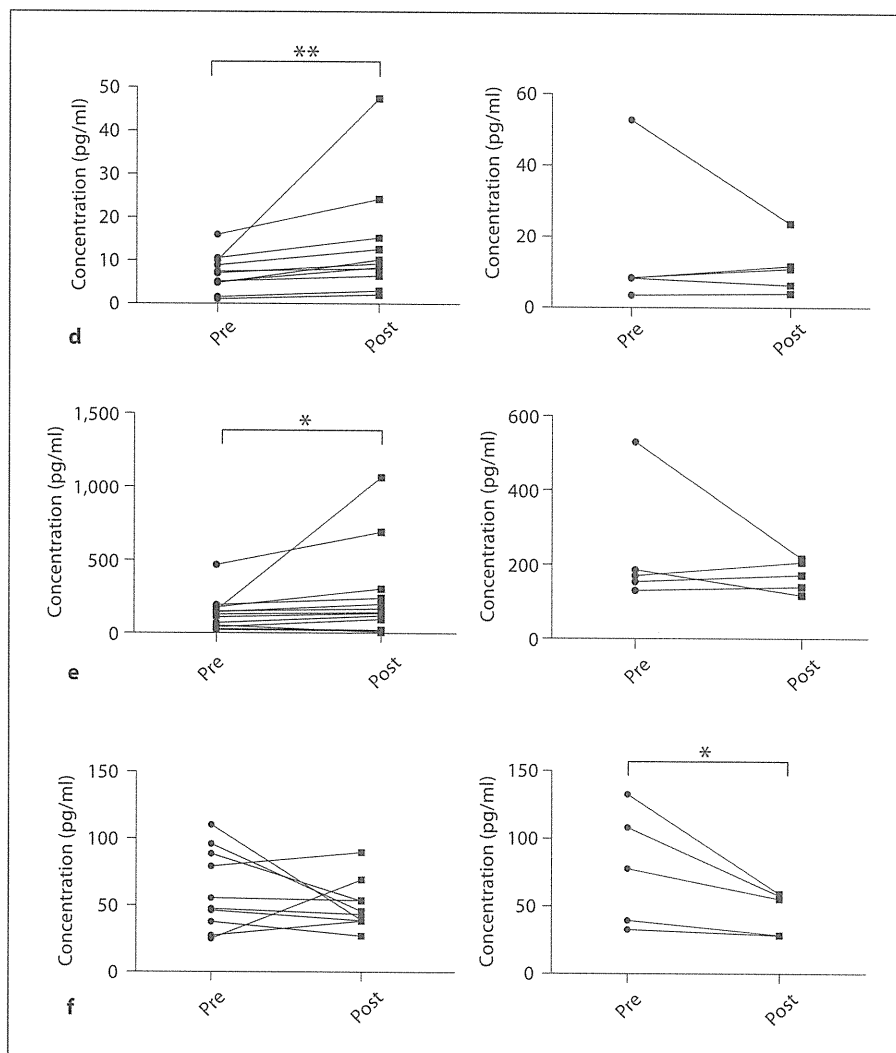 **
50
40
30
20
10
0
Concentration (pg/ml)
Pre
Post
60
40
20
0
Concentration (pg/ml)
Pre
Post
d
*
1,500
1,000
500
0
Concentration (pg/ml)
Pre
Post
600
400
200
0
Concentration (pg/ml)
Pre
Post
e
150
100
50
0
Concentration (pg/ml)
Pre
Post
*
150
100
50
0
Concentration (pg/ml)
Pre
Post
f